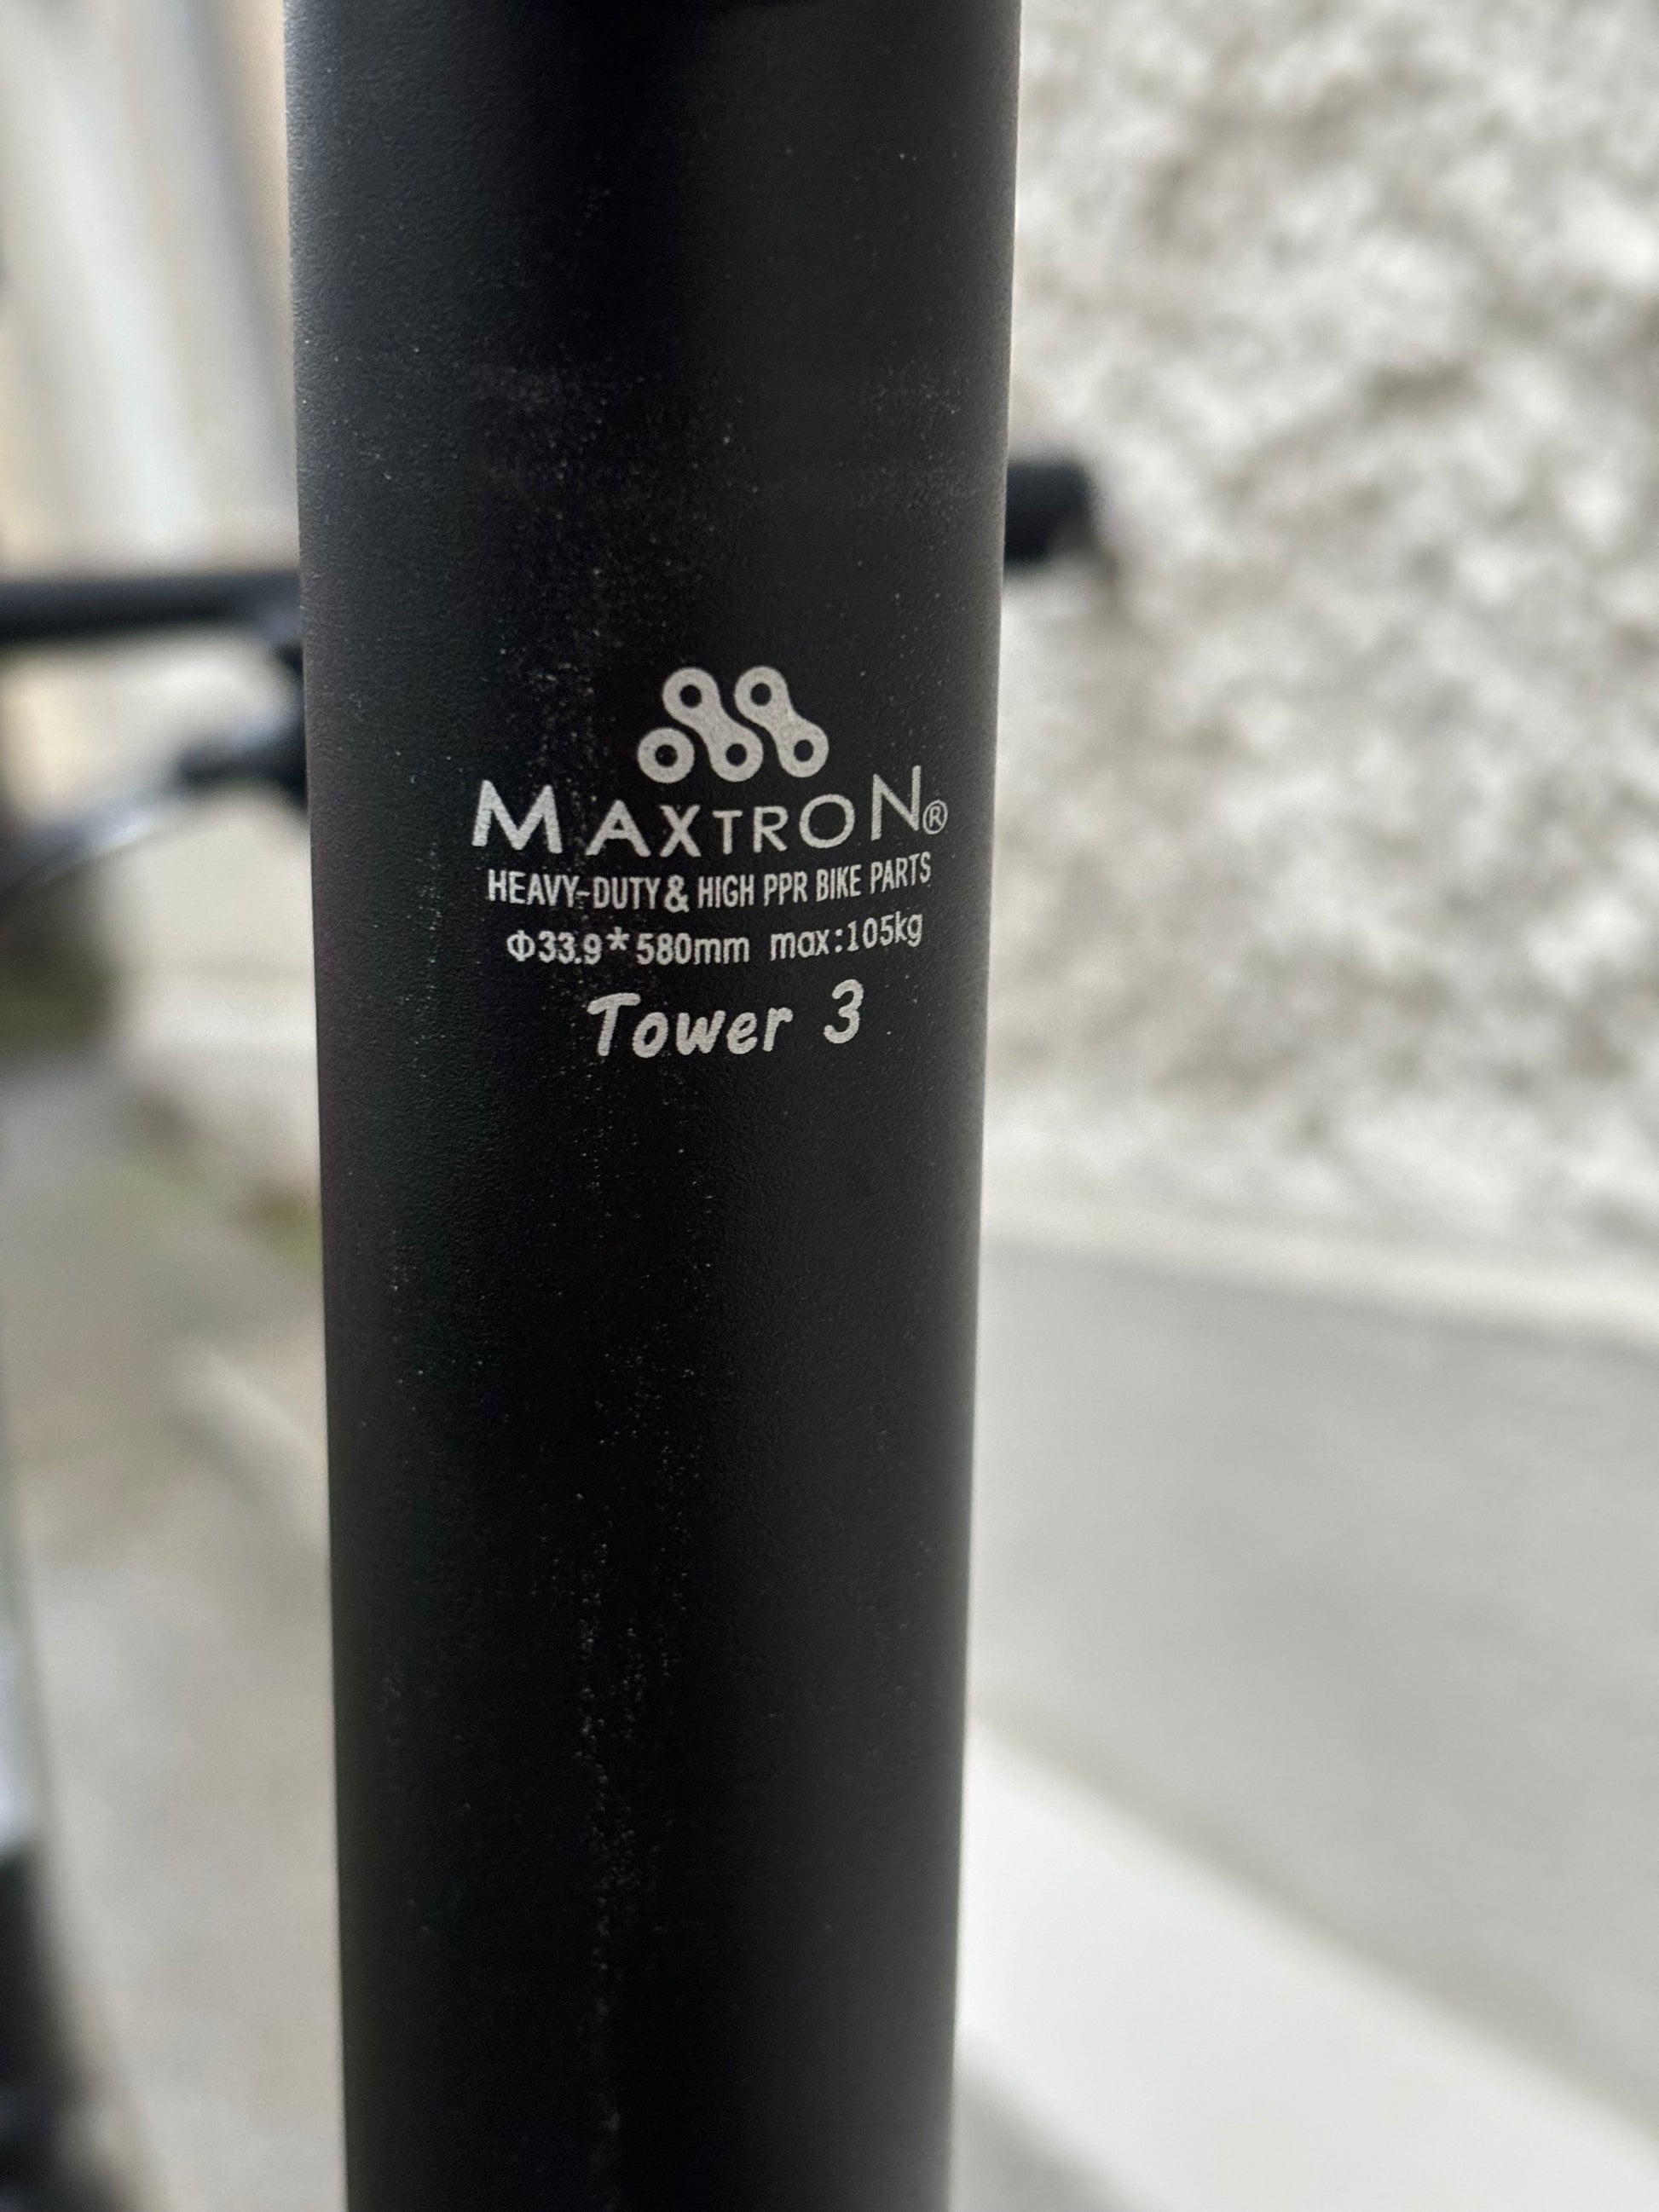 MAXTRON®
HEAVY-DUTY & HIGH PPR BIKE PARTS
Φ33.9*580mm max:105kg
Tower 3